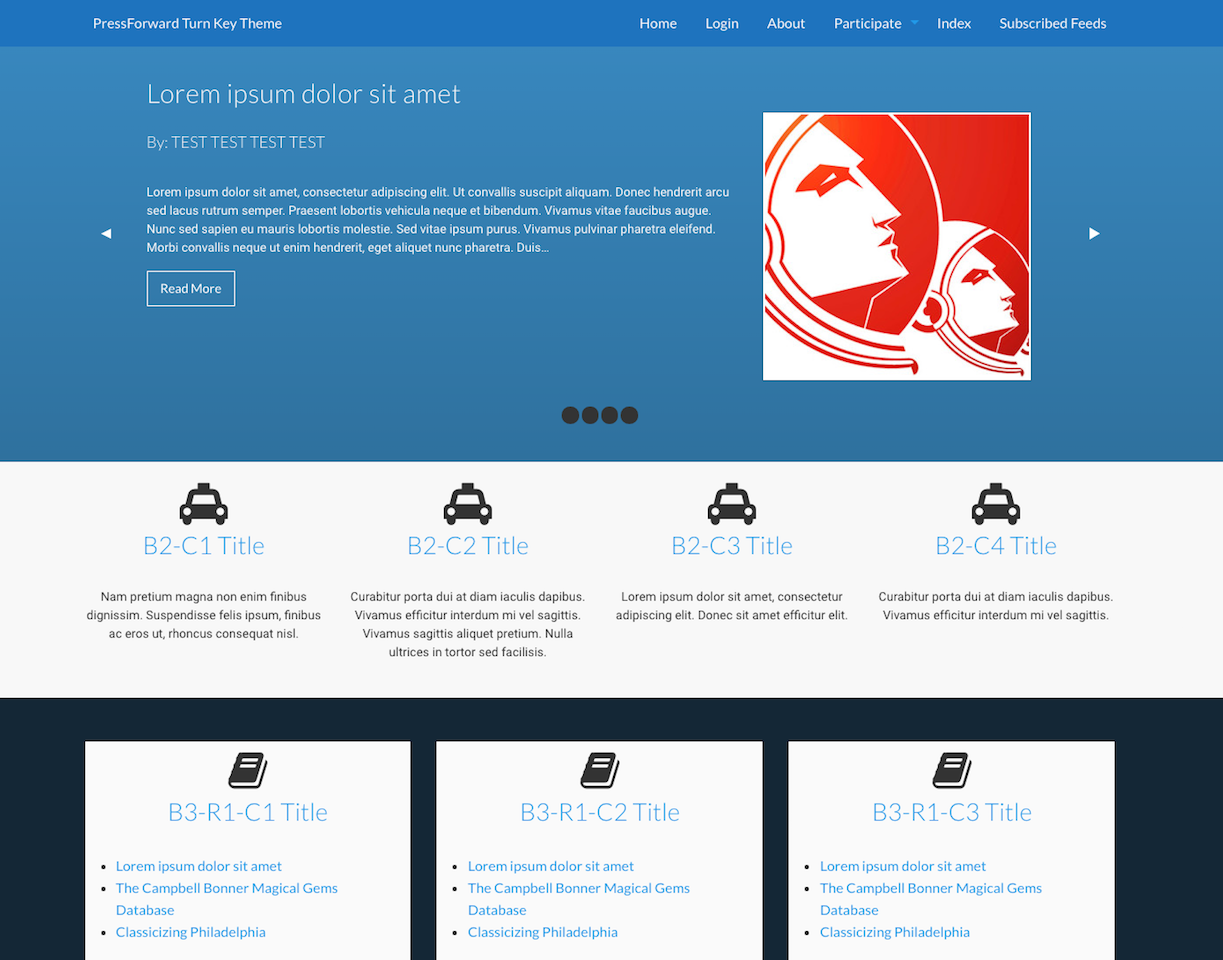 PressForward Turn Key Theme
Home Login About Participate Index Subscribed Feeds
Lorem ipsum dolor sit amet
By: TEST TEST TEST TEST
Lorem ipsum dolor sit amet, consectetur adipiscing elit. Ut convallis suscipit aliquam. Donec hendrerit arcu
sed lacus rutrum semper. Praesent lobortis vehicula neque et bibendum. Vivamus vitae faucibus augue.
Nunc sed sapien eu mauris lobortis molestie. Sed vitae ipsum purus. Vivamus pulvinar pharetra eleifend.
Morbi convallis neque ut enim hendrerit, eget aliquet nunc pharetra. Duis…
Read More
B2-C1 Title
Nam pretium magna non enim finibus
dignissim. Suspendisse felis ipsum, finibus
ac eros ut, rhoncus consequat nisl.
B2-C2 Title
Curabitur porta dui at diam iaculis dapibus.
Vivamus efficitur interdum mi vel sagittis.
Vivamus sagittis aliquet pretium. Nulla
ultrices in tortor sed facilisis.
B2-C3 Title
Lorem ipsum dolor sit amet, consectetur
adipiscing elit. Donec sit amet efficitur elit.
B2-C4 Title
Curabitur porta dui at diam iaculis dapibus.
Vivamus efficitur interdum mi vel sagittis.
B3-R1-C1 Title
Lorem ipsum dolor sit amet
The Campbell Bonner Magical Gems
Database
Classicizing Philadelphia
B3-R1-C2 Title
Lorem ipsum dolor sit amet
The Campbell Bonner Magical Gems
Database
Classicizing Philadelphia
B3-R1-C3 Title
Lorem ipsum dolor sit amet
The Campbell Bonner Magical Gems
Database
Classicizing Philadelphia